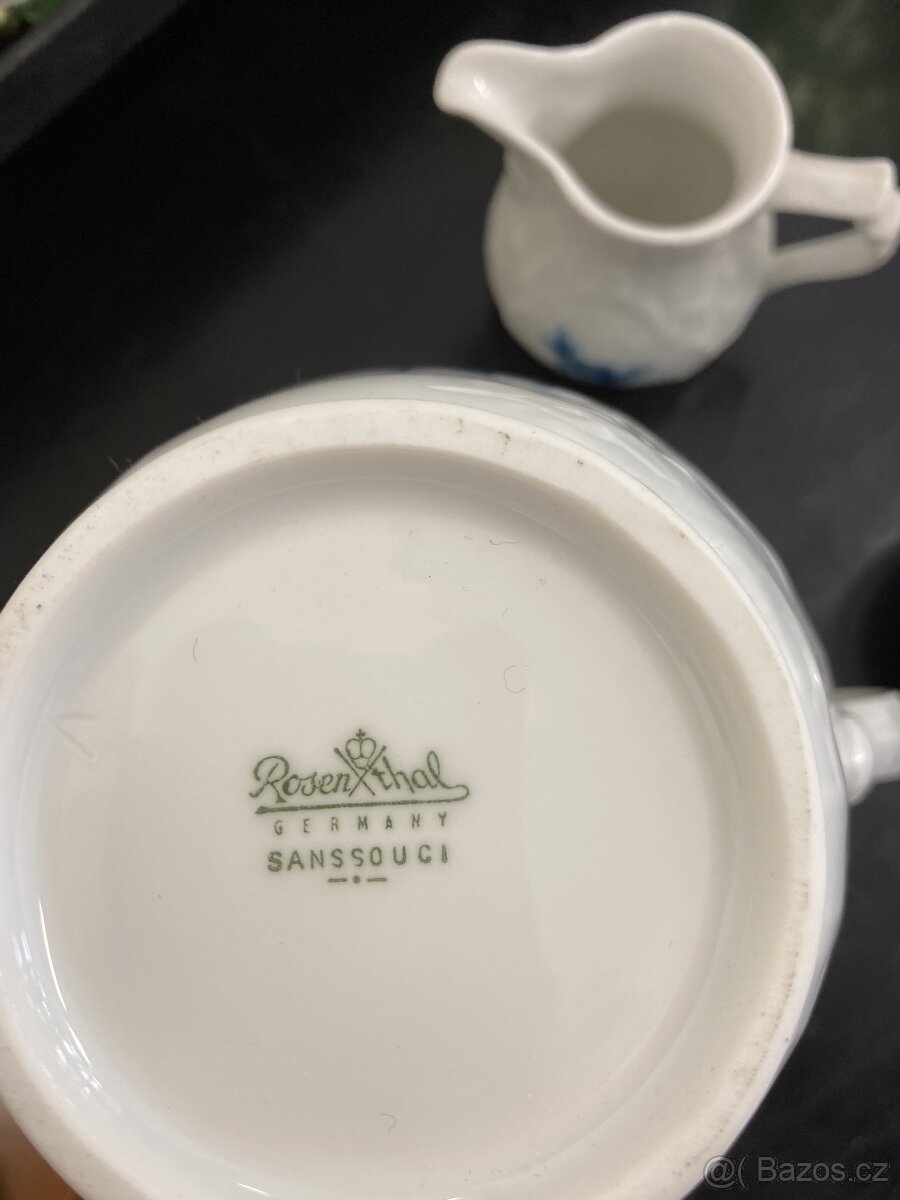 Rosenthal
GERMANY
SANSSOUCI
@( Bazos.cz